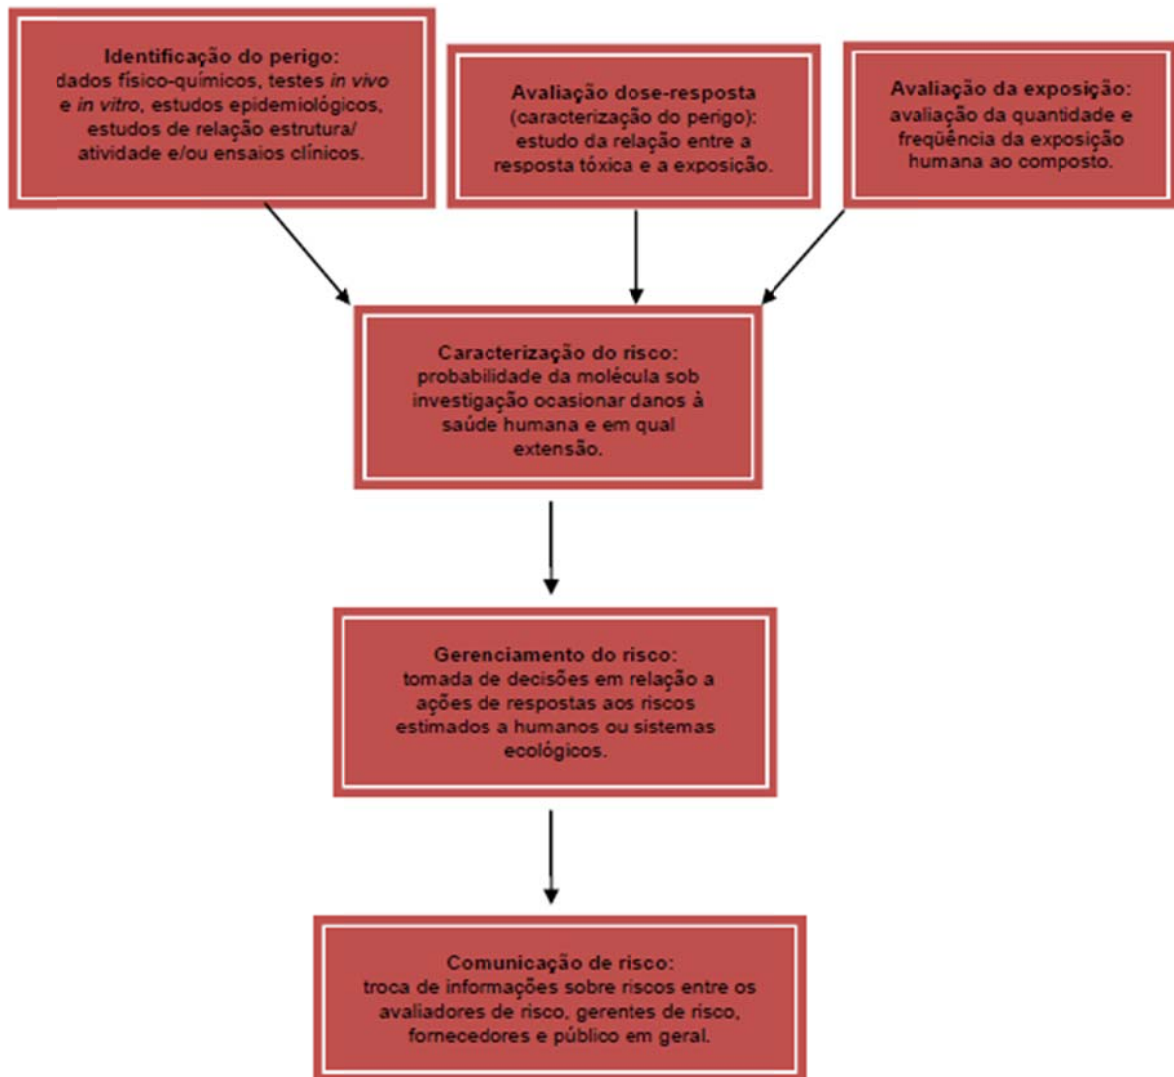 Identificação do perigo:
dados físico-químicos, testes in vivo
e in vitro, estudos epidemiológicos,
estudos de relação estrutura/
atividade e/ou ensaios clínicos.
Avaliação dose-resposta
(caracterização do perigo):
estudo da relação entre a
resposta tóxica e a exposição.
Avaliação da exposição:
avaliação da quantidade e
freqüência da exposição
humana ao composto.
Caracterização do risco:
probabilidade da molécula sob
investigação ocasionar danos à
saúde humana e em qual
extensão.
Gerenciamento do risco:
tomada de decisões em relação a
ações de respostas aos riscos
estimados a humanos ou sistemas
ecológicos.
Comunicação de risco:
troca de informações sobre riscos entre os
avaliadores de risco, gerentes de risco,
fornecedores e público em geral.